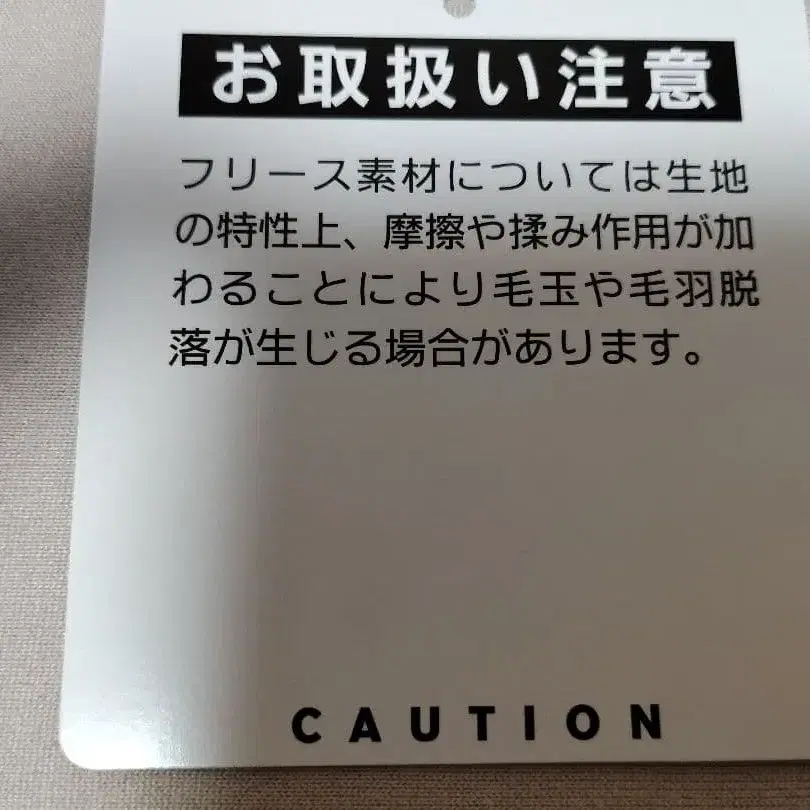 お取扱い注意
フリース素材については生地
の特性上、摩擦や揉み作用が加
わることにより毛玉や毛羽脱
落が生じる場合があります。
CAUTION